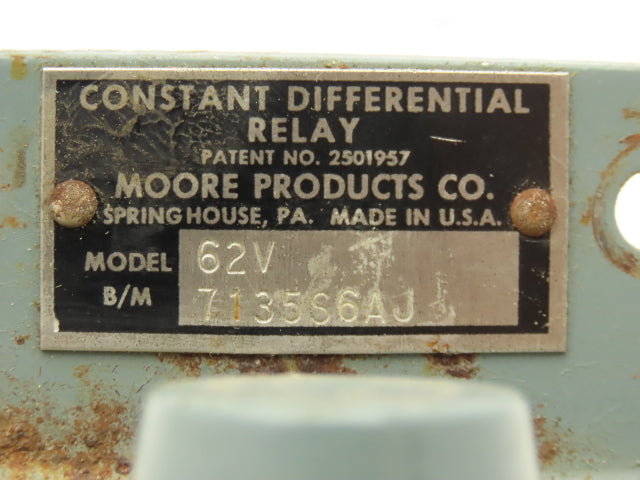 CONSTANT DIFFERENTIAL
RELAY
PATENT NO. 2501957
MOORE PRODUCTS CO.
SPRING HOUSE, PA. MADE IN U.S.A.
MODEL 62V
B/M 7135S6AJ